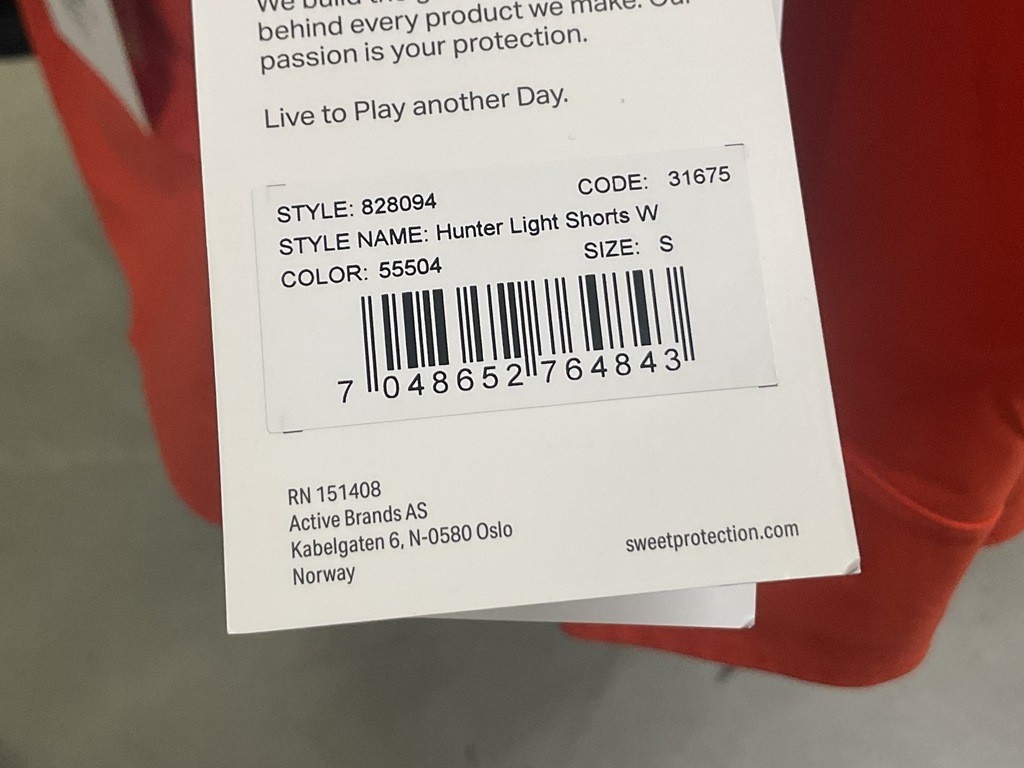 behind every product we make. Our
passion is your protection.
Live to Play another Day.
STYLE: 828094 CODE: 31675
STYLE NAME: Hunter Light Shorts W
COLOR: 55504 SIZE: S
7 048652 764843
RN 151408
Active Brands AS
Kabelgaten 6, N-0580 Oslo
Norway
sweetprotection.com